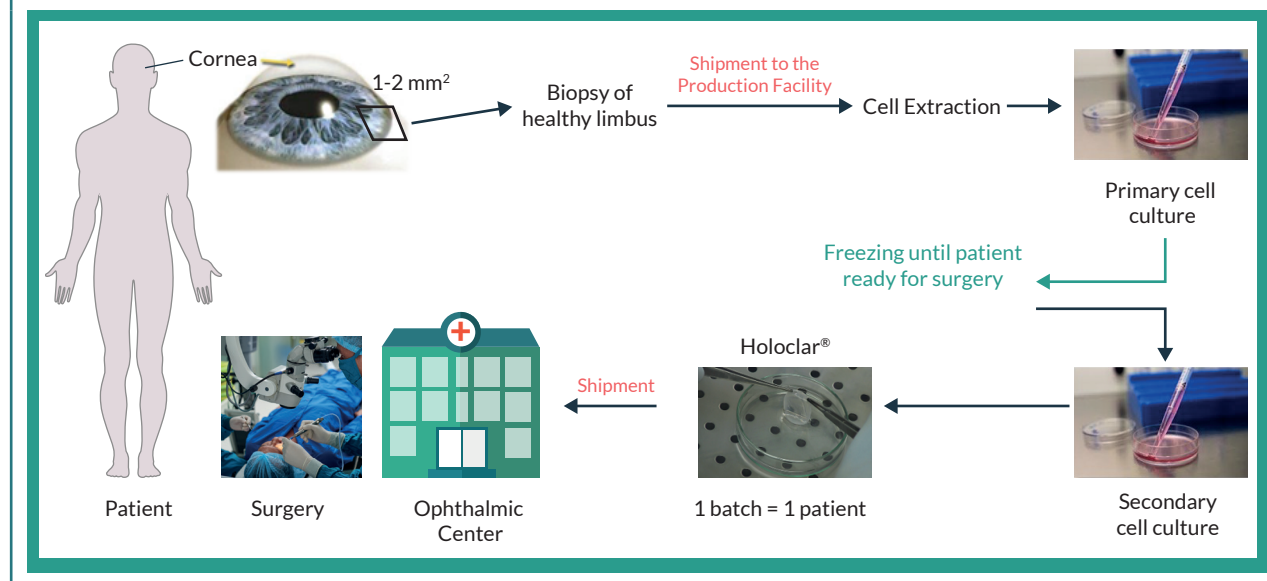 Cornea
1-2 mm²
Biopsy of
healthy limbus
Shipment to the
Production Facility
Cell Extraction
Primary cell
culture
Freezing until patient
ready for surgery
Secondary
cell culture
Holoclar®
1 batch = 1 patient
Shipment
Ophthalmic
Center
Surgery
Patient